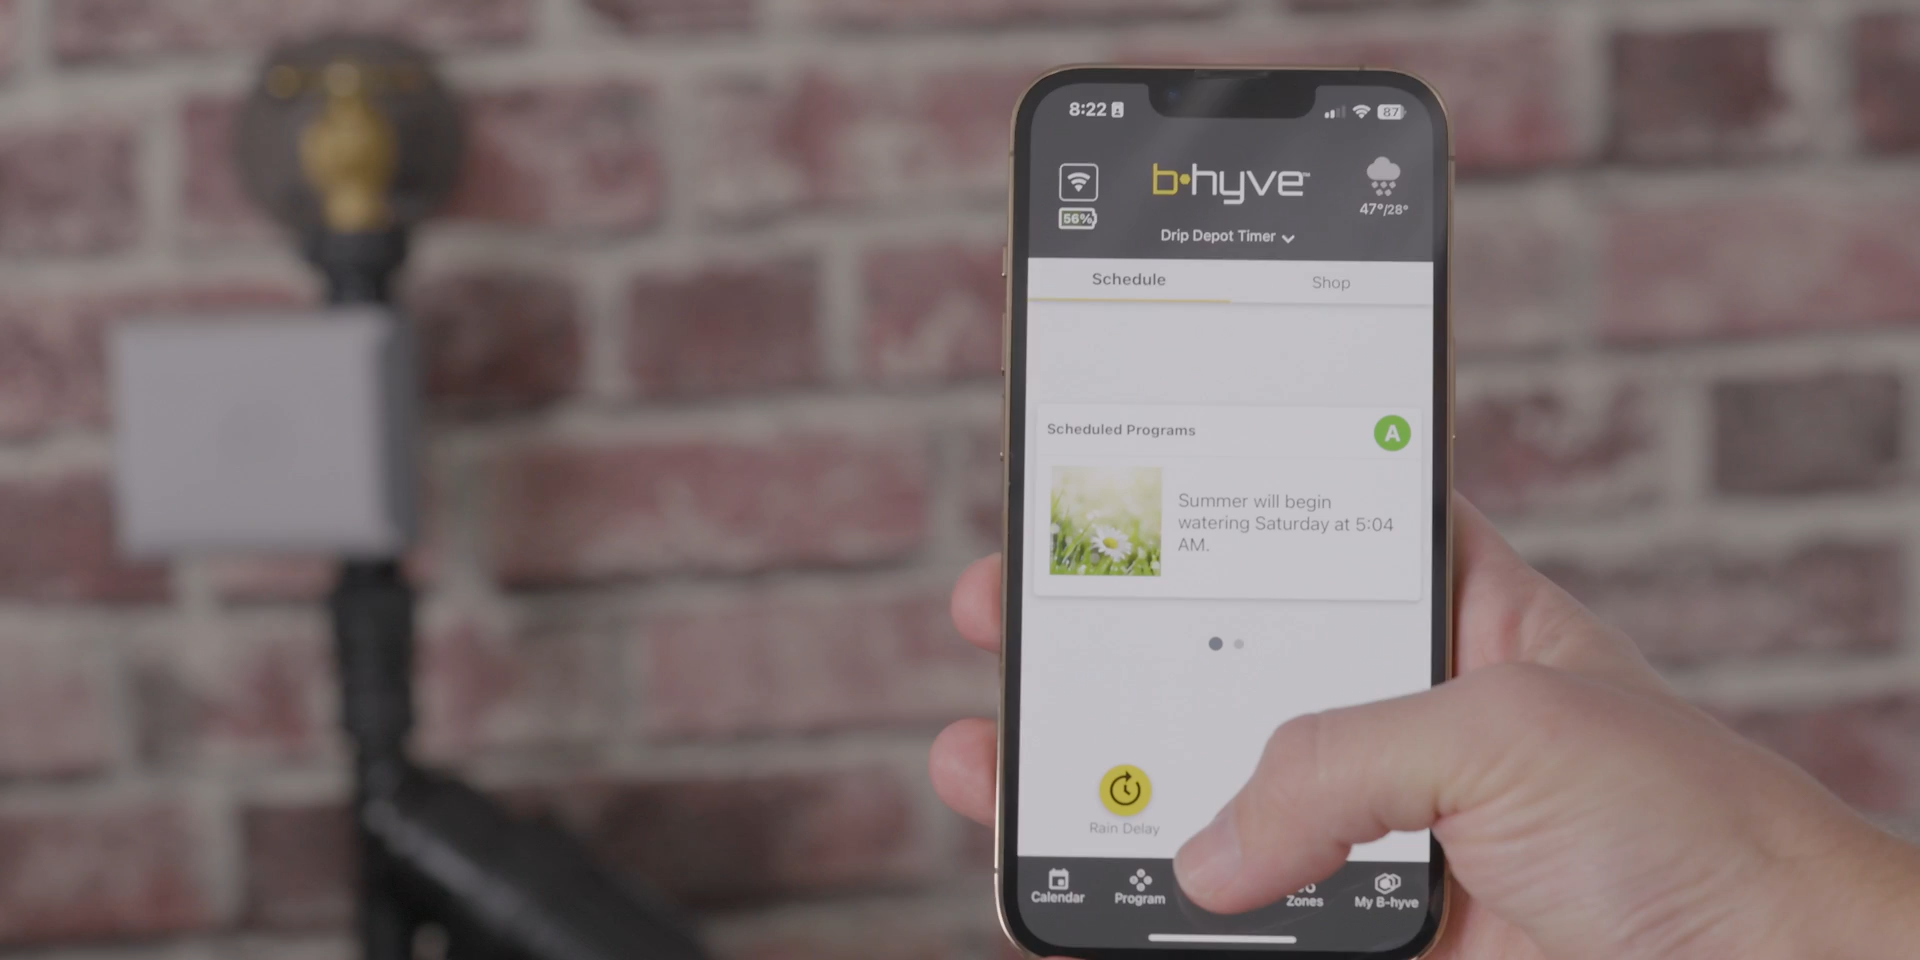 8:22
87
b•hyve™
56%
47°/28°
Drip Depot Timer
Schedule
Shop
Scheduled Programs
A
Summer will begin
watering Saturday at 5:04
AM.
Rain Delay
Calendar
Program
Zones
My B-hyve